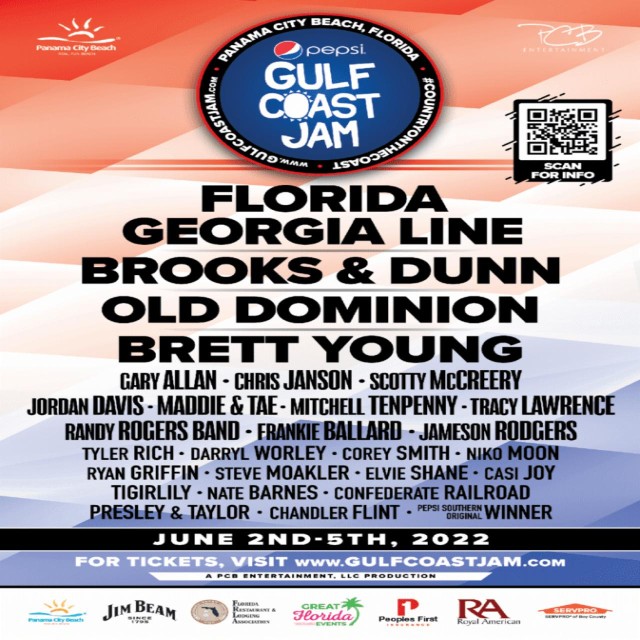 Panama City Beach
PCB
ENTERTAINMENT
PANAMA CITY BEACH, FLORIDA
#COUNTRYONTHECOAST
WWW.GULFCOASTJAM.COM
pepsi
GULF
COAST
JAM
SCAN
FOR INFO
FLORIDA
GEORGIA LINE
BROOKS & DUNN
OLD DOMINION
BRETT YOUNG
GARY ALLAN · CHRIS JANSON · SCOTTY McCREERY
JORDAN DAVIS · MADDIE & TAE · MITCHELL TENPENNY · TRACY LAWRENCE
RANDY ROGERS BAND · FRANKIE BALLARD · JAMESON RODGERS
TYLER RICH · DARRYL WORLEY · COREY SMITH · NIKO MOON
RYAN GRIFFIN · STEVE MOAKLER · ELVIE SHANE · CASI JOY
TIGIRLILY · NATE BARNES · CONFEDERATE RAILROAD
PRESLEY & TAYLOR · CHANDLER FLINT · PEPSI SOUTHERN ORIGINAL WINNER
JUNE 2ND-5TH, 2022
FOR TICKETS, VISIT WWW.GULFCOASTJAM.COM
A PCB ENTERTAINMENT, LLC PRODUCTION
Panama City Beach
JIM BEAM
SINCE
1795
FLORIDA
RESTAURANT &
LODGING
ASSOCIATION
GREAT
Florida
EVENTS
Peoples First
INSURANCE
RA
Royal American
SERVPRO
SERVPRO of Bay County